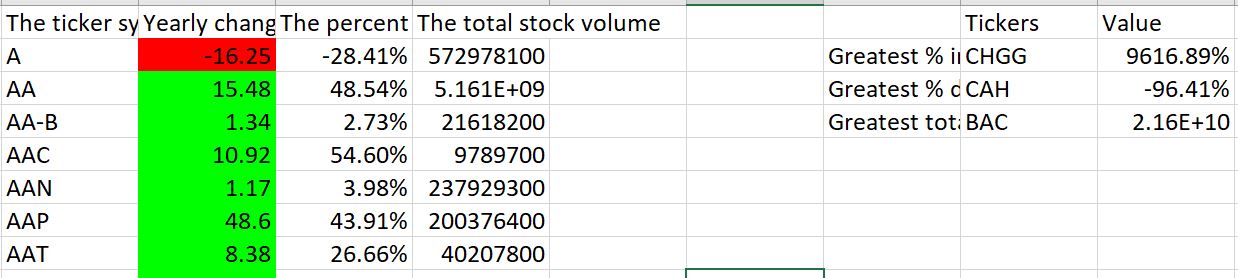 The ticker sy Yearly chang The percent The total stock volume Tickers Value
A -16.25 -28.41% 572978100 Greatest % in CHGG 9616.89%
AA 15.48 48.54% 5.161E+09 Greatest % d CAH -96.41%
AA-B 1.34 2.73% 21618200 Greatest tota BAC 2.16E+10
AAC 10.92 54.60% 9789700
AAN 1.17 3.98% 237929300
AAP 48.6 43.91% 200376400
AAT 8.38 26.66% 40207800